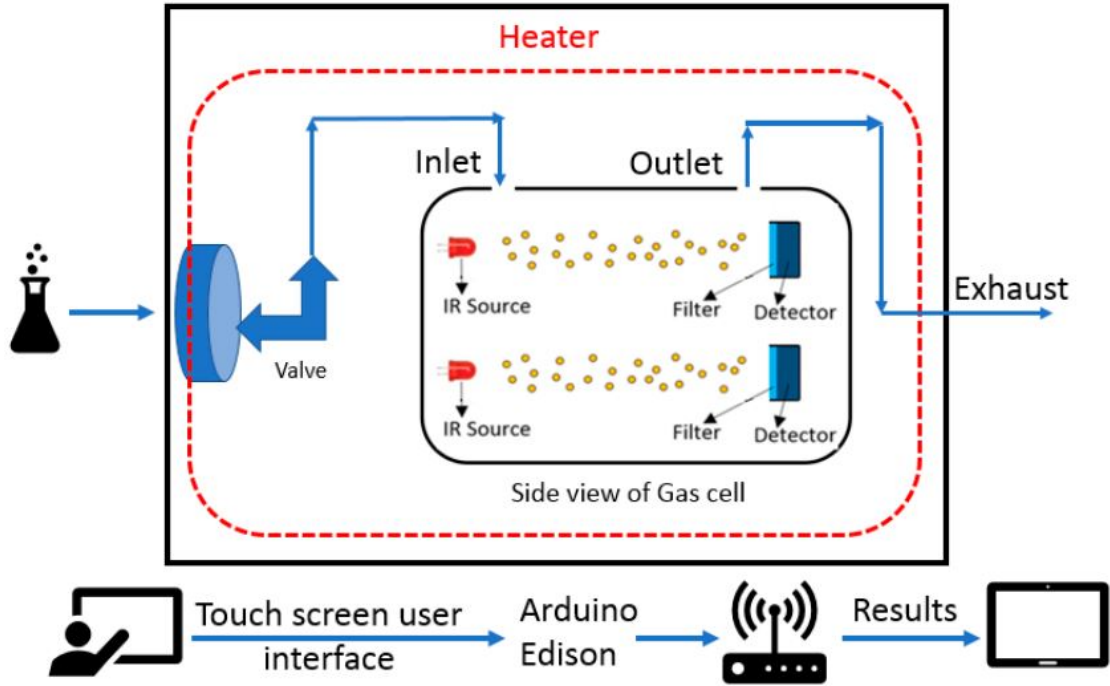 Heater
Inlet
Outlet
IR Source
Filter
Detector
Exhaust
Valve
IR Source
Filter
Detector
Side view of Gas cell
Touch screen user
interface
Arduino
Edison
Results